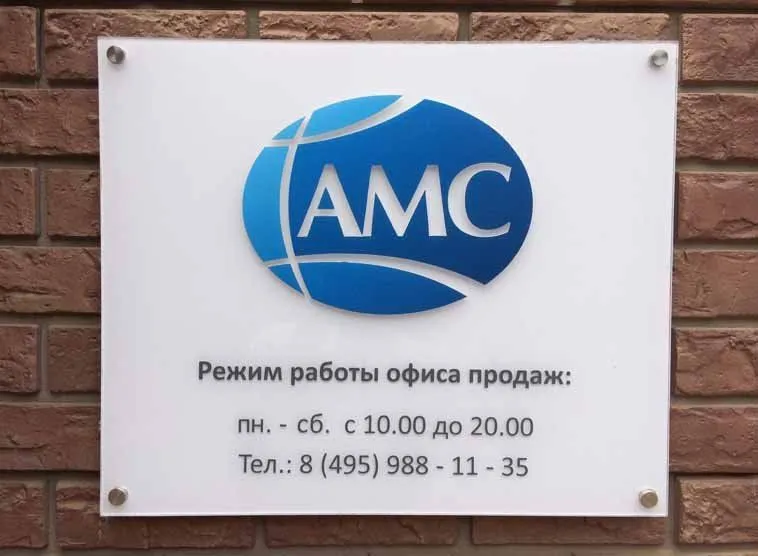 АМС
Режим работы офиса продаж:
пн. - сб. с 10.00 до 20.00
Тел.: 8 (495) 988 - 11 - 35